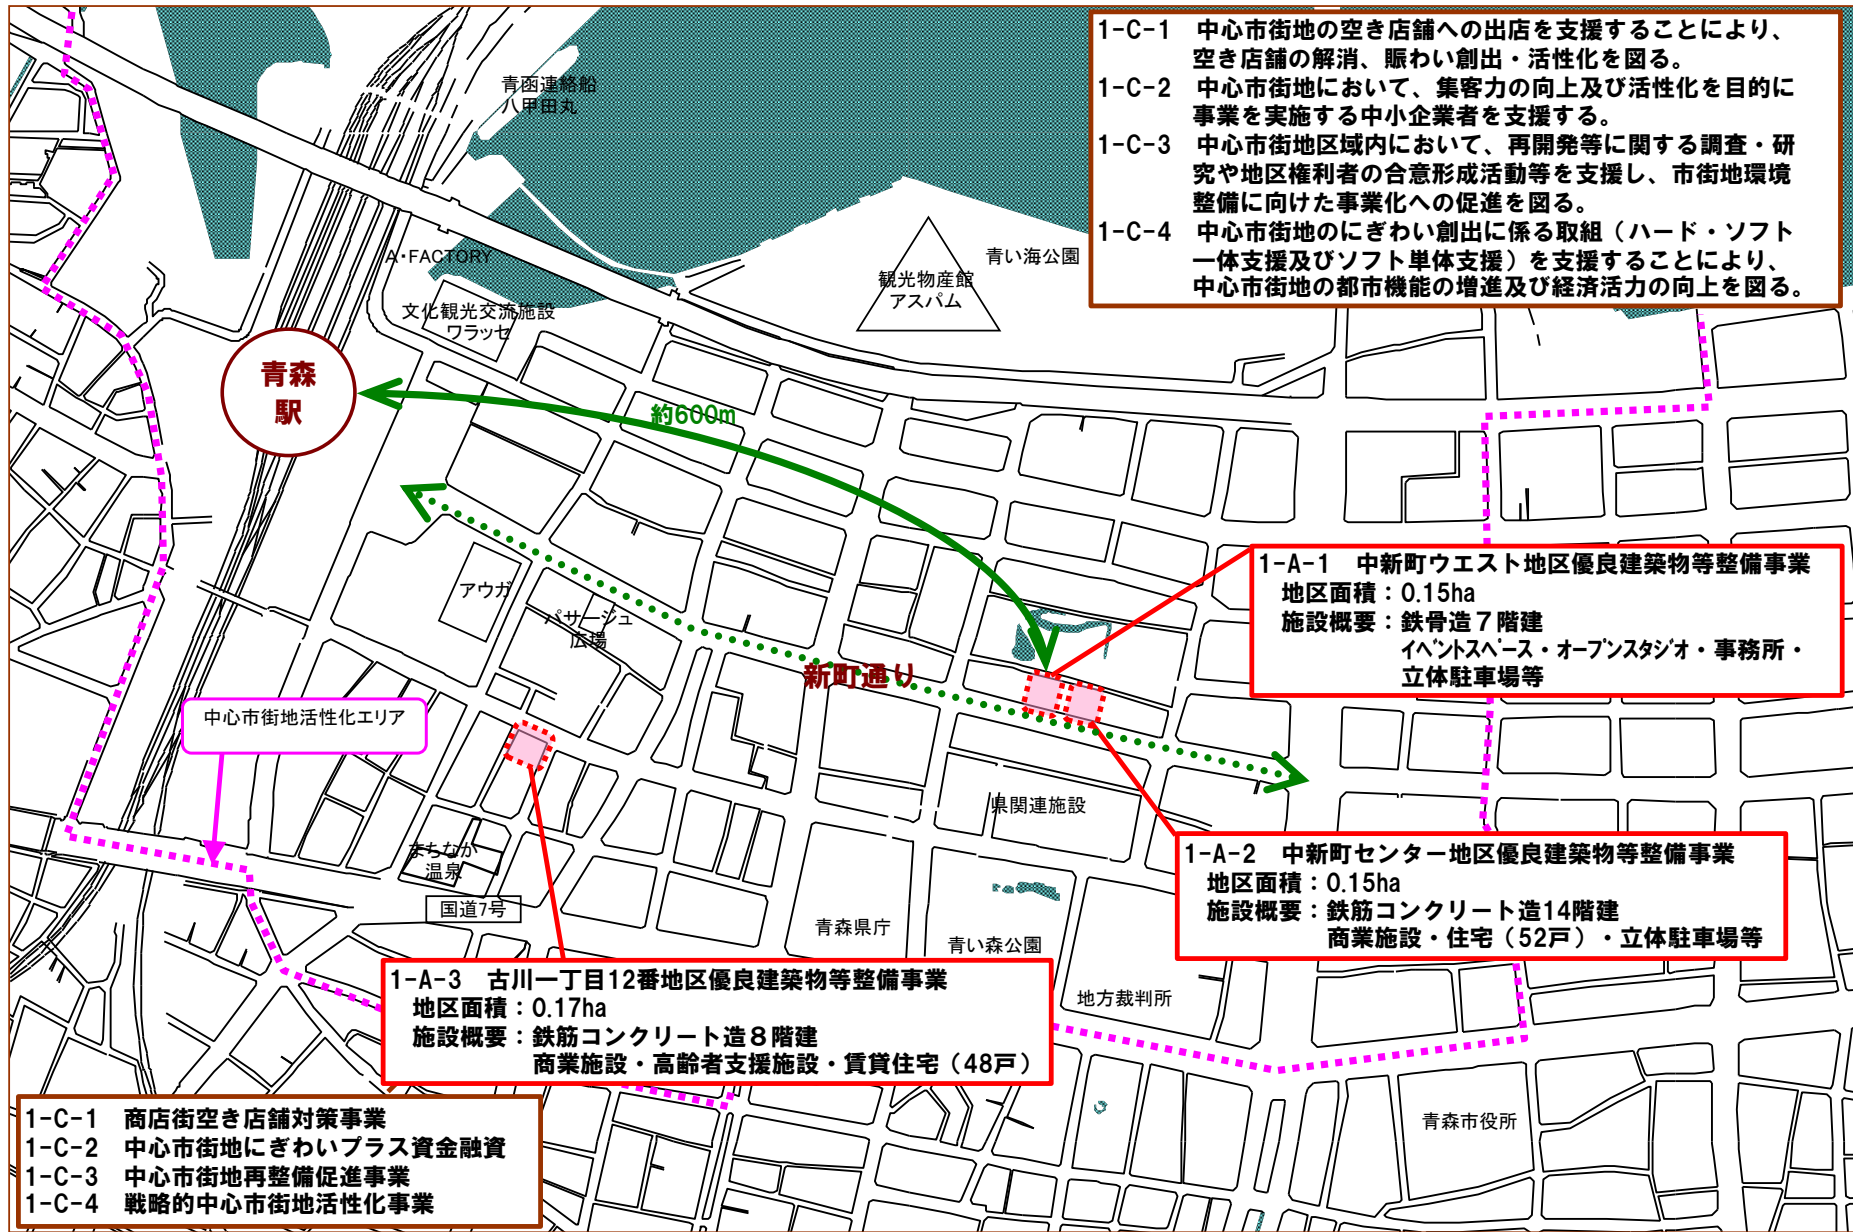 1-C-1　中心市街地の空き店舗への出店を支援することにより、
空き店舗の解消、賑わい創出・活性化を図る。
1-C-2　中心市街地において、集客力の向上及び活性化を目的に
事業を実施する中小企業者を支援する。
1-C-3　中心市街地区域内において、再開発等に関する調査・研
究や地区権利者の合意形成活動等を支援し、市街地環境
整備に向けた事業化への促進を図る。
1-C-4　中心市街地のにぎわい創出に係る取組（ハード・ソフト
一体支援及びソフト単体支援）を支援することにより、
中心市街地の都市機能の増進及び経済活力の向上を図る。
青函連絡船
八甲田丸
A・FACTORY
青い海公園
観光物産館
アスパム
文化観光交流施設
ワラッセ
青森
駅
約600m
1-A-1　中新町ウエスト地区優良建築物等整備事業
地区面積：0.15ha
施設概要：鉄骨造７階建
イベントスペース・オープンスタジオ・事務所・
立体駐車場等
アウガ
パサージュ
広場
新町通り
中心市街地活性化エリア
県関連施設
まちなか
温泉
国道7号
1-A-2　中新町センター地区優良建築物等整備事業
地区面積：0.15ha
施設概要：鉄筋コンクリート造14階建
商業施設・住宅（52戸）・立体駐車場等
青森県庁
青い森公園
地方裁判所
1-A-3　古川一丁目12番地区優良建築物等整備事業
地区面積：0.17ha
施設概要：鉄筋コンクリート造８階建
商業施設・高齢者支援施設・賃貸住宅（48戸）
青森市役所
1-C-1　商店街空き店舗対策事業
1-C-2　中心市街地にぎわいプラス資金融資
1-C-3　中心市街地再整備促進事業
1-C-4　戦略的中心市街地活性化事業